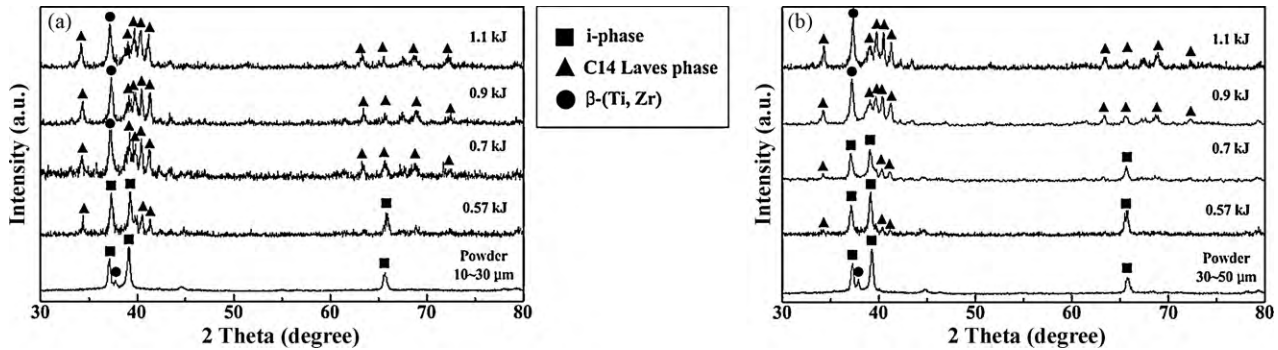 (a)
1.1 kJ
0.9 kJ
0.7 kJ
0.57 kJ
Powder
10~30 μm
Intensity (a.u.)
30 40 50 60 70 80
2 Theta (degree)
i-phase
C14 Laves phase
β-(Ti, Zr)
(b)
1.1 kJ
0.9 kJ
0.7 kJ
0.57 kJ
Powder
30~50 μm
Intensity (a.u.)
30 40 50 60 70 80
2 Theta (degree)